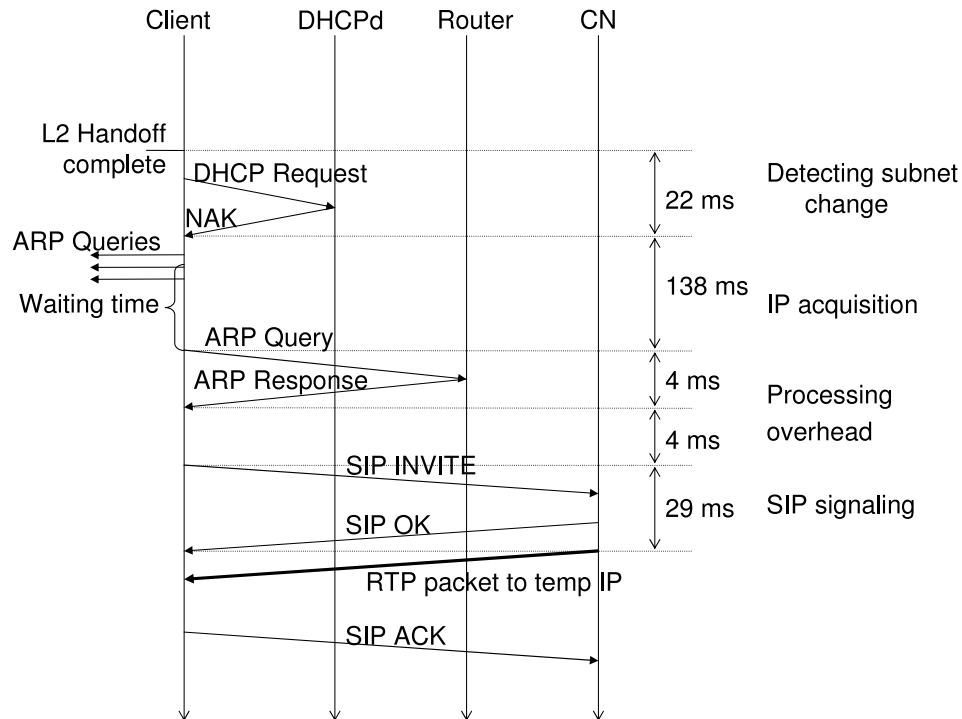 Client DHCPd Router CN
L2 Handoff
complete
DHCP Request
22 ms
Detecting subnet
change
NAK
ARP Queries
138 ms
Waiting time
IP acquisition
ARP Query
ARP Response
4 ms
Processing
overhead
4 ms
SIP INVITE
29 ms
SIP signaling
SIP OK
RTP packet to temp IP
SIP ACK